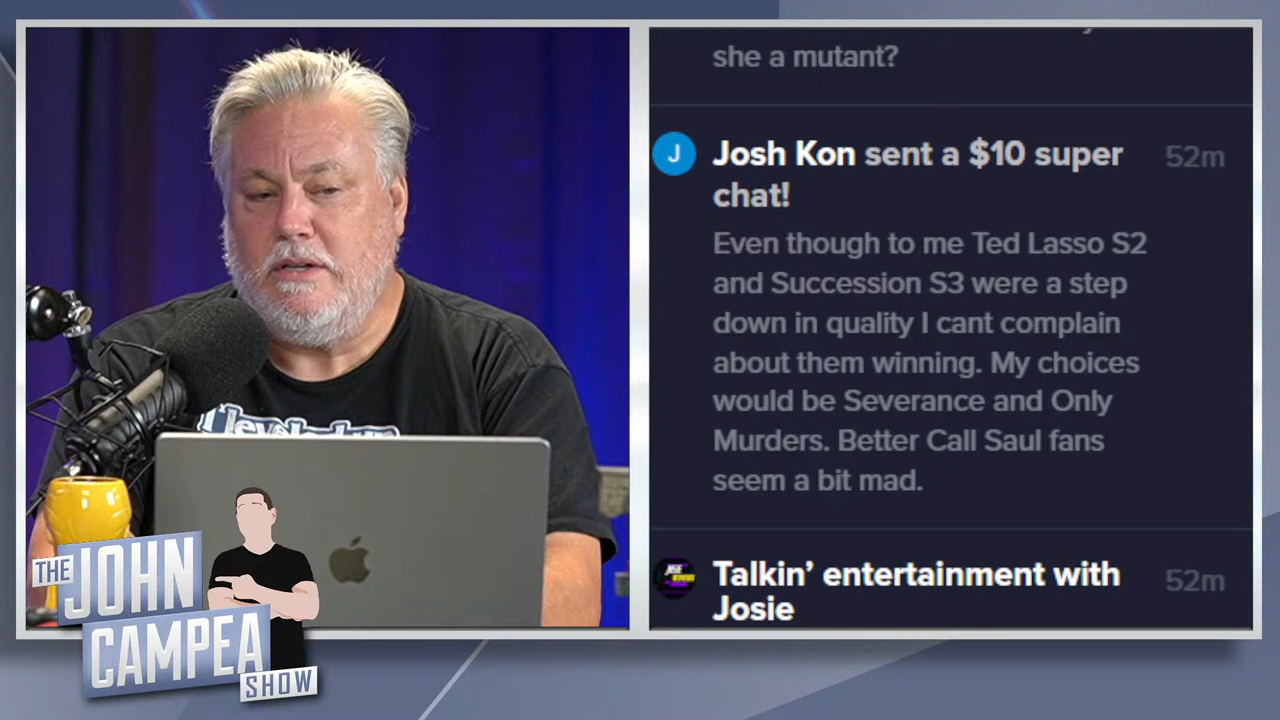 she a mutant?
J
Josh Kon sent a $10 super
52m
chat!
Even though to me Ted Lasso S2
and Succession S3 were a step
down in quality I cant complain
about them winning. My choices
would be Severance and Only
Murders. Better Call Saul fans
seem a bit mad.
Talkin’ entertainment with
52m
Josie
THE
JOHN
CAMPEA
SHOW